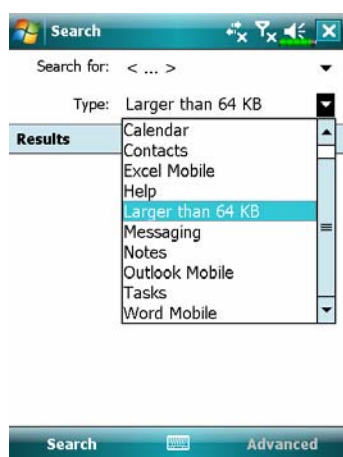 Search
Search for: < ... >
Type: Larger than 64 KB
Results
Calendar
Contacts
Excel Mobile
Help
Larger than 64 KB
Messaging
Notes
Outlook Mobile
Tasks
Word Mobile
Search Advanced